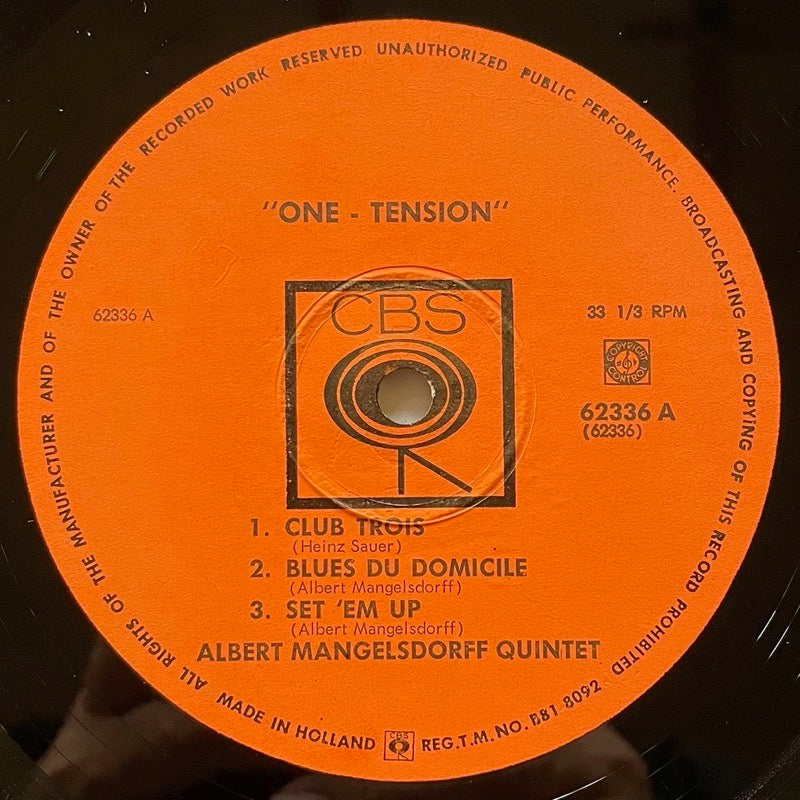 ALL RIGHTS OF THE MANUFACTURER AND OF THE OWNER OF THE RECORDED WORK RESERVED UNAUTHORIZED PUBLIC PERFORMANCE. BROADCASTING AND COPYING OF THIS RECORD PROHIBITED
"ONE - TENSION"
CBS
62336 A
33 1/3 RPM
COPYRIGHT
CONTROL
62336 A
(62336)
1. CLUB TROIS
(Heinz Sauer)
2. BLUES DU DOMICILE
(Albert Mangelsdorff)
3. SET 'EM UP
(Albert Mangelsdorff)
ALBERT MANGELSDORFF QUINTET
MADE IN HOLLAND CBS REG.T.M. NO. B81 8092